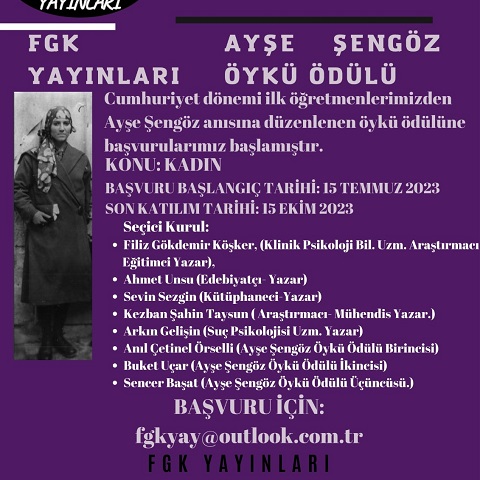 YAYINLARI
FGK YAYINLARI
AYŞE ŞENGÖZ ÖYKÜ ÖDÜLÜ
Cumhuriyet dönemi ilk öğretmenlerimizden
Ayşe Şengöz anısına düzenlenen öykü ödülüne
başvurularımız başlamıştır.
KONU: KADIN
BAŞVURU BAŞLANGIÇ TARİHİ: 15 TEMMUZ 2023
SON KATILIM TARİHİ: 15 EKİM 2023
Seçici Kurul:
• Filiz Gökdemir Köşker, (Klinik Psikoloji Bil. Uzm. Araştırmacı
Eğitimci Yazar),
• Ahmet Unsu (Edebiyatçı- Yazar)
• Sevin Sezgin (Kütüphaneci-Yazar)
• Kezban Şahin Taysun ( Araştırmacı- Mühendis Yazar.)
• Arkın Gelişin (Suç Psikolojisi Uzm. Yazar)
• Anıl Çetinel Örselli (Ayşe Şengöz Öykü Ödülü Birincisi)
• Buket Uçar (Ayşe Şengöz Öykü Ödülü İkincisi)
• Sencer Başat (Ayşe Şengöz Öykü Ödülü Üçüncüsü.)
BAŞVURU İÇİN:
fgkyay@outlook.com.tr
FGK YAYINLARI